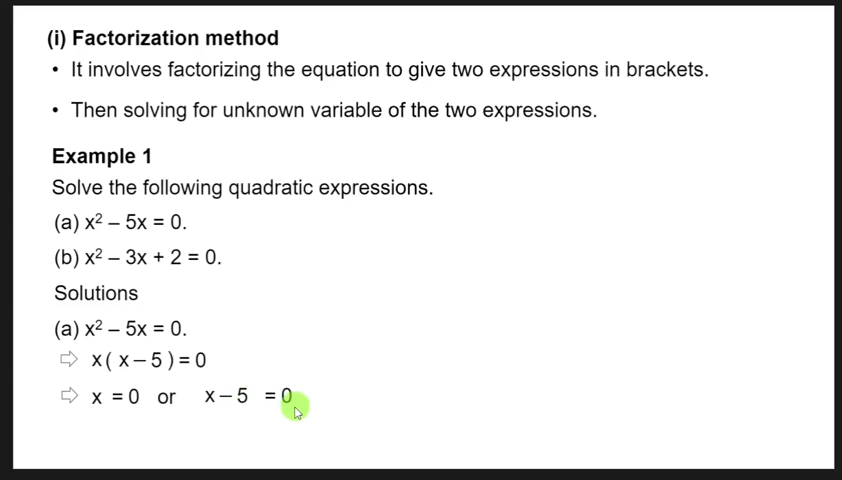 (i) Factorization method
• It involves factorizing the equation to give two expressions in brackets.
• Then solving for unknown variable of the two expressions.
Example 1
Solve the following quadratic expressions.
(a) x² – 5x = 0.
(b) x² – 3x + 2 = 0.
Solutions
(a) x² – 5x = 0.
⇨ x ( x – 5 ) = 0
⇨ x = 0 or x – 5 = 0